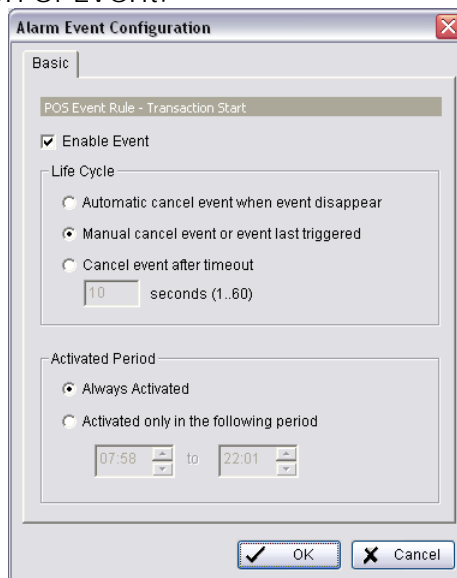 Alarm Event Configuration
Basic
POS Event Rule - Transaction Start
Enable Event
Life Cycle
Automatic cancel event when event disappear
Manual cancel event or event last triggered
Cancel event after timeout
10 seconds (1..60)
Activated Period
Always Activated
Activated only in the following period
07:58 to 22:01
OK Cancel